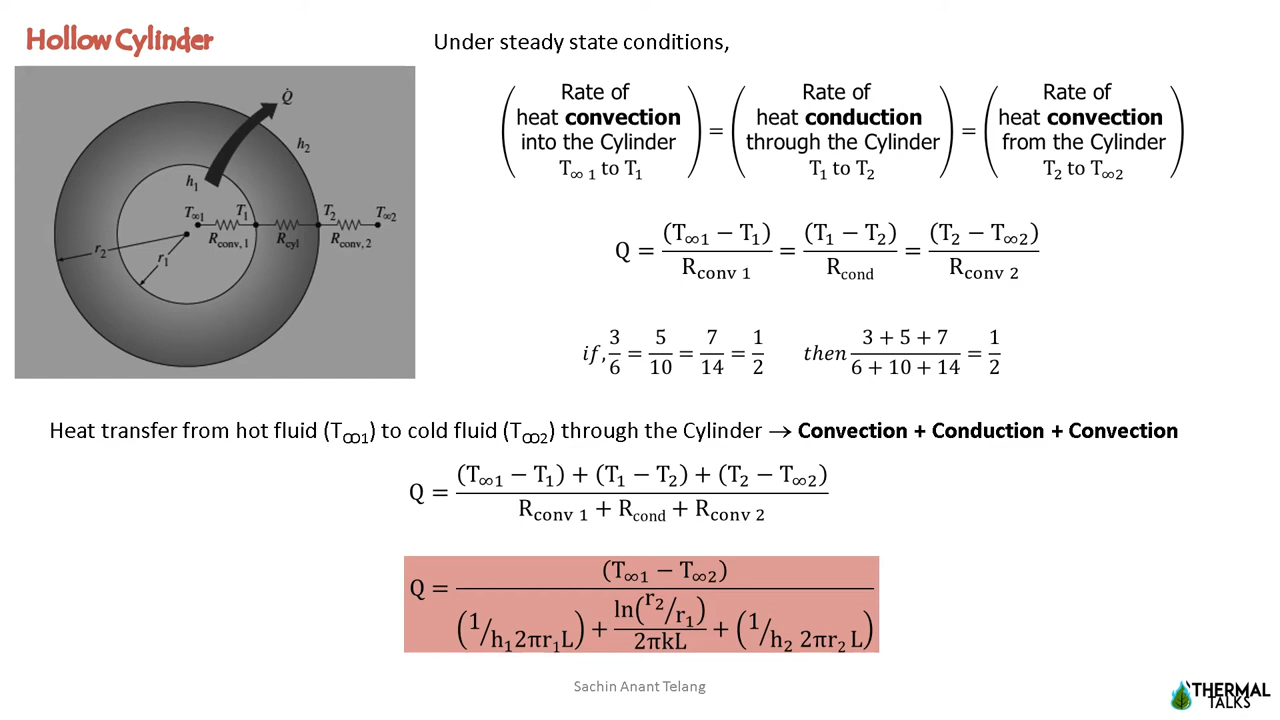 Hollow Cylinder
Under steady state conditions,
Q̇
h₂
h₁
T∞1 T₁ T₂ T∞2
Rconv, 1 Rcyl Rconv, 2
r₂
r₁
(Rate of heat convection into the Cylinder T∞ 1 to T₁) = (Rate of heat conduction through the Cylinder T₁ to T₂) = (Rate of heat convection from the Cylinder T₂ to T∞2)
Q = (T∞1 − T₁)/Rconv 1 = (T₁ − T₂)/Rcond = (T₂ − T∞2)/Rconv 2
if, 3/6 = 5/10 = 7/14 = 1/2 then (3 + 5 + 7)/(6 + 10 + 14) = 1/2
Heat transfer from hot fluid (T∞1) to cold fluid (T∞2) through the Cylinder → Convection + Conduction + Convection
Q = ((T∞1 − T₁) + (T₁ − T₂) + (T₂ − T∞2))/(Rconv 1 + Rcond + Rconv 2)
Q = (T∞1 − T∞2)/((1/h₁2πr₁L) + ln(r₂/r₁)/2πkL + (1/h₂ 2πr₂ L))
Sachin Anant Telang
THERMAL
TALKS